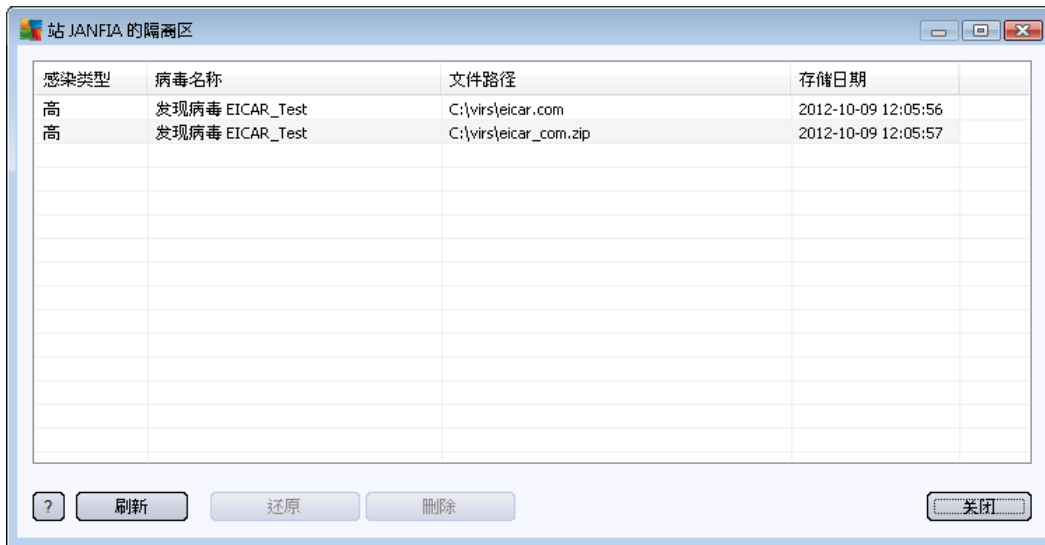 站 JANFIA 的隔离区
感染类型 病毒名称 文件路径 存储日期
高 发现病毒 EICAR_Test C:\virs\eicar.com 2012-10-09 12:05:56
高 发现病毒 EICAR_Test C:\virs\eicar_com.zip 2012-10-09 12:05:57
? 刷新 还原 删除 关闭